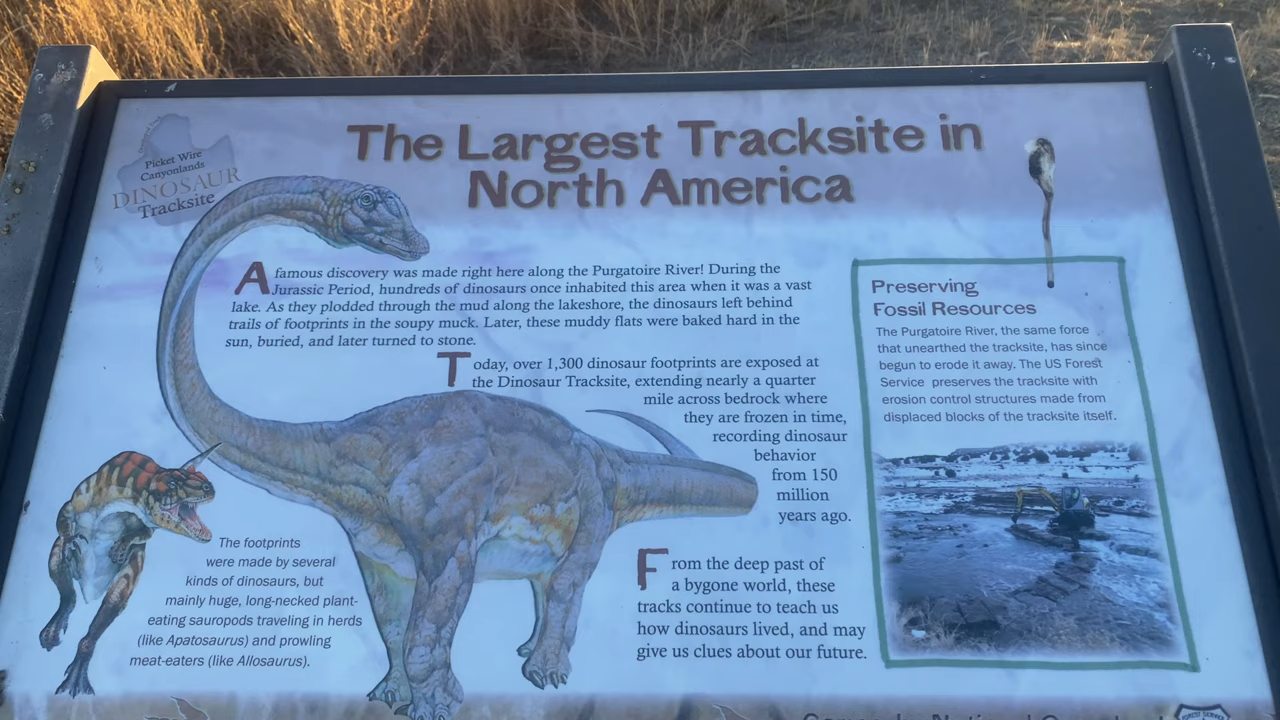 Picket Wire
Canyonlands
DINOSAUR
Tracksite
The Largest Tracksite in
North America
A famous discovery was made right here along the Purgatoire River! During the
Jurassic Period, hundreds of dinosaurs once inhabited this area when it was a vast
lake. As they plodded through the mud along the lakeshore, the dinosaurs left behind
trails of footprints in the soupy muck. Later, these muddy flats were baked hard in the
sun, buried, and later turned to stone.
Today, over 1,300 dinosaur footprints are exposed at
the Dinosaur Tracksite, extending nearly a quarter
mile across bedrock where
they are frozen in time,
recording dinosaur
behavior
from 150
million
years ago.
From the deep past of
a bygone world, these
tracks continue to teach us
how dinosaurs lived, and may
give us clues about our future.
The footprints
were made by several
kinds of dinosaurs, but
mainly huge, long-necked plant-
eating sauropods traveling in herds
(like Apatosaurus) and prowling
meat-eaters (like Allosaurus).
Preserving
Fossil Resources
The Purgatoire River, the same force
that unearthed the tracksite, has since
begun to erode it away. The US Forest
Service preserves the tracksite with
erosion control structures made from
displaced blocks of the tracksite itself.